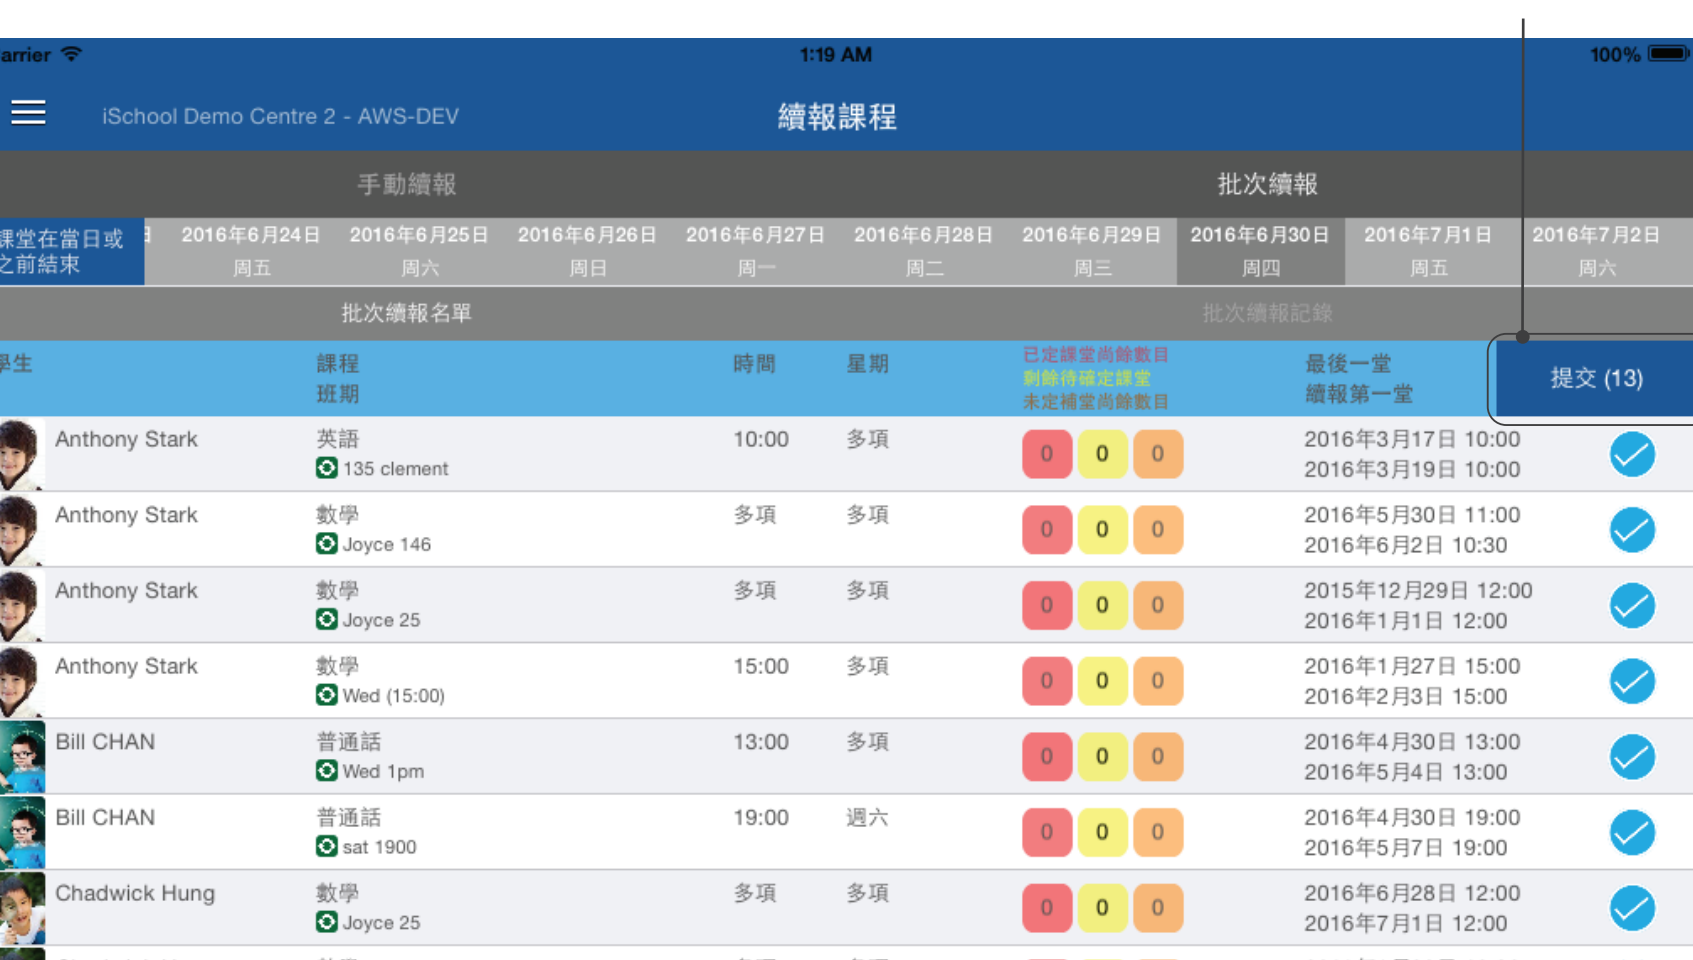 arrier 1:19 AM 100%
iSchool Demo Centre 2 - AWS-DEV 續報課程
手動續報 批次續報
課堂在當日或 2016年6月24日 2016年6月25日 2016年6月26日 2016年6月27日 2016年6月28日 2016年6月29日 2016年6月30日 2016年7月1日 2016年7月2日
之前結束 周五 周六 周日 周一 周二 周三 周四 周五 周六
批次續報名單 批次續報記錄
學生 課程 時間 星期 已定課堂尚餘數目 最後一堂 提交 (13)
剩餘待確定課堂
班期 未定補堂尚餘數目 續報第一堂
Anthony Stark 英語 10:00 多項 0 0 0 2016年3月17日 10:00
135 clement 2016年3月19日 10:00
Anthony Stark 數學 多項 多項 0 0 0 2016年5月30日 11:00
Joyce 146 2016年6月2日 10:30
Anthony Stark 數學 多項 多項 0 0 0 2015年12月29日 12:00
Joyce 25 2016年1月1日 12:00
Anthony Stark 數學 15:00 多項 0 0 0 2016年1月27日 15:00
Wed (15:00) 2016年2月3日 15:00
Bill CHAN 普通話 13:00 多項 0 0 0 2016年4月30日 13:00
Wed 1pm 2016年5月4日 13:00
Bill CHAN 普通話 19:00 週六 0 0 0 2016年4月30日 19:00
sat 1900 2016年5月7日 19:00
Chadwick Hung 數學 多項 多項 0 0 0 2016年6月28日 12:00
Joyce 25 2016年7月1日 12:00